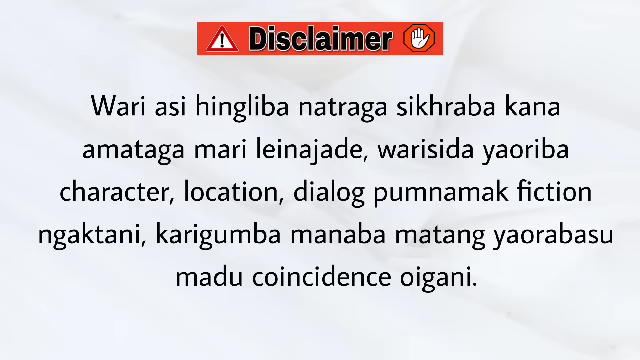 Disclaimer
Wari asi hingliba natraga sikhraba kana
amataga mari leinajade, warisida yaoriba
character, location, dialog pumnamak fiction
ngaktani, karigumba manaba matang yaorabasu
madu coincidence oigani.